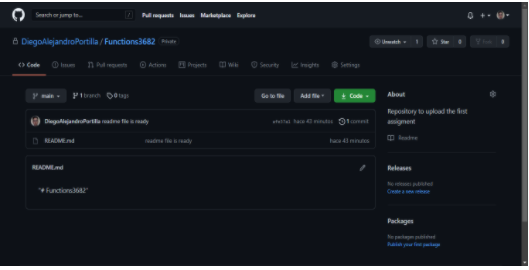 Search or jump to...
Pull requests Issues Marketplace Explore
DiegoAlejandroPortilla / Functions3682 Private
Unwatch 1 Star 0 0
Code Issues Pull requests Actions Projects Wiki Security Insights Settings
main 1 branch 0 tags
Go to file Add file Code
DiegoAlejandroPortilla readme file is ready hace 43 minutes 1 commit
README.md readme file is ready hace 43 minutes
README.md
"# Functions3682"
About
Repository to upload the first
assigment
Readme
Releases
No releases published
Create a new release
Packages
No packages published
Publish your first package